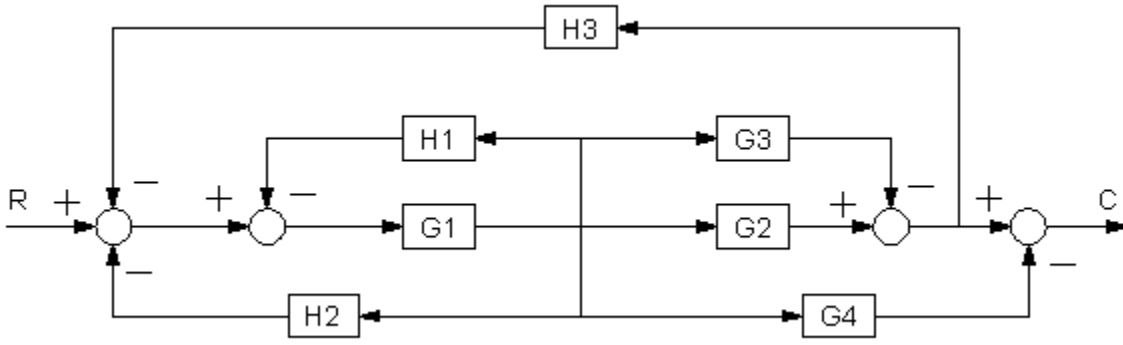 H3
H1 G3
R + − + − G1 G2 + − + C
− H2 G4 −